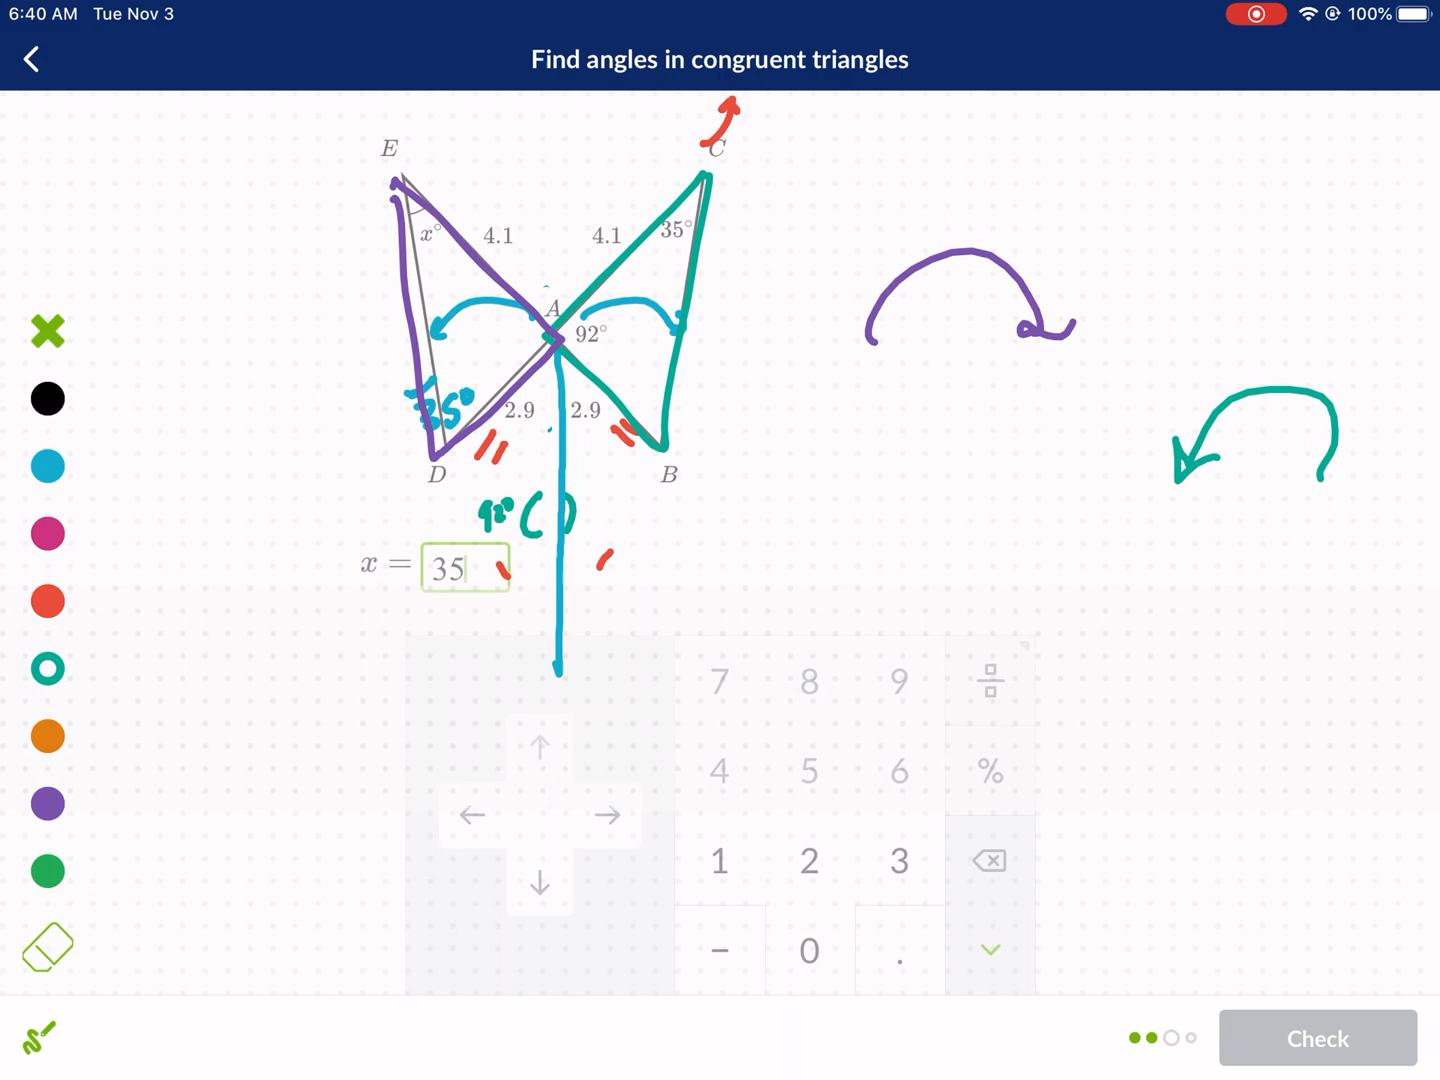 6:40 AM Tue Nov 3
100%
Find angles in congruent triangles
E
C
x°
4.1
4.1
35°
A
92°
2.9
2.9
D
B
x = 35
7 8 9
4 5 6 %
1 2 3
− 0 .
Check